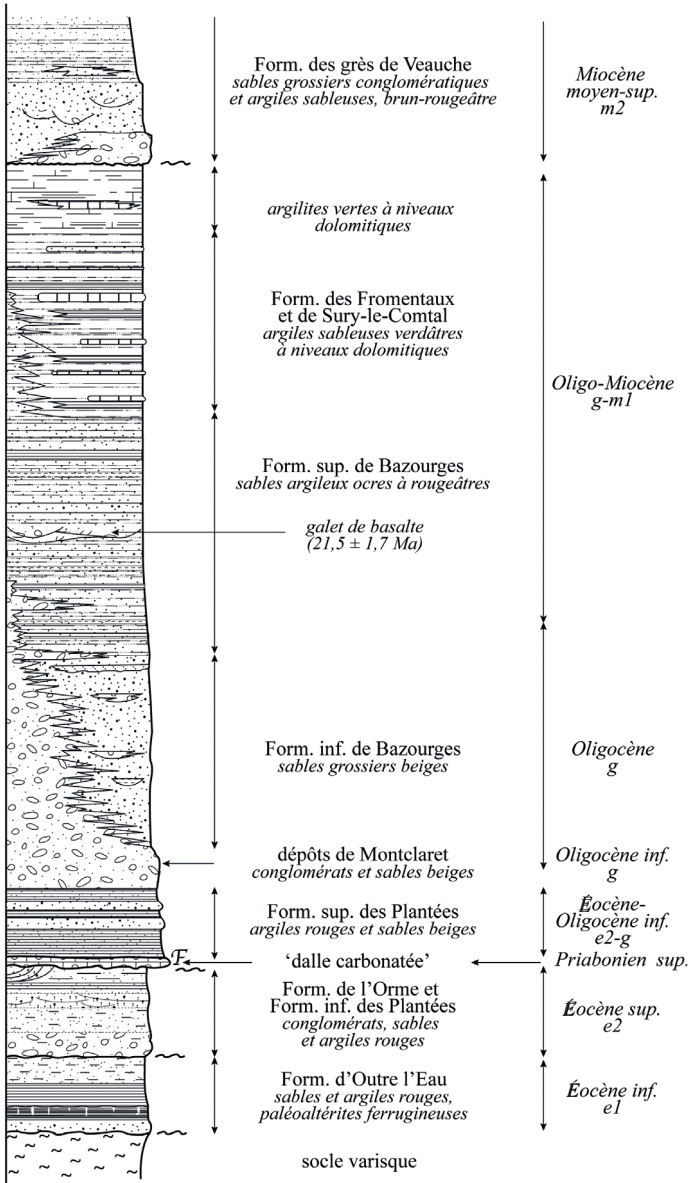 Form. des grès de Veauche
sables grossiers conglomératiques
et argiles sableuses, brun-rougeâtre
Miocène
moyen-sup.
m2
argilites vertes à niveaux
dolomitiques
Form. des Fromentaux
et de Sury-le-Comtal
argiles sableuses verdâtres
à niveaux dolomitiques
Oligo-Miocène
g-m1
Form. sup. de Bazourges
sables argileux ocres à rougeâtres
galet de basalte
(21,5 ± 1,7 Ma)
Form. inf. de Bazourges
sables grossiers beiges
Oligocène
g
dépôts de Montclaret
conglomérats et sables beiges
Oligocène inf.
g
Form. sup. des Plantées
argiles rouges et sables beiges
Éocène-
Oligocène inf.
e2-g
F
‘dalle carbonatée’
Priabonien sup.
Form. de l’Orme et
Form. inf. des Plantées
conglomérats, sables
et argiles rouges
Éocène sup.
e2
Form. d’Outre l’Eau
sables et argiles rouges,
paléoaltérites ferrugineuses
Éocène inf.
e1
socle varisque